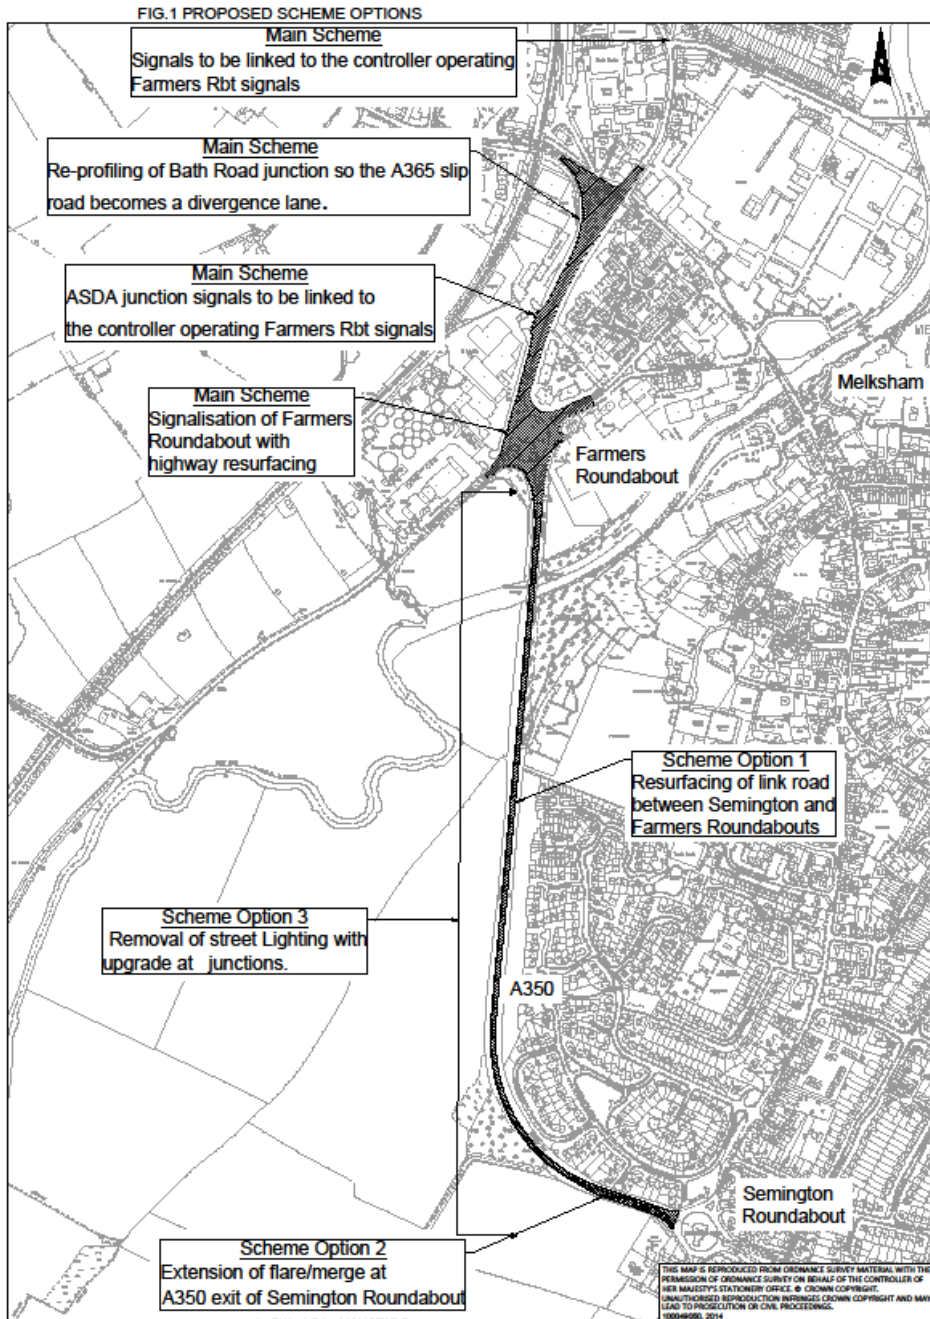 FIG.1 PROPOSED SCHEME OPTIONS
Main Scheme
Signals to be linked to the controller operating
Farmers Rbt signals
Main Scheme
Re-profiling of Bath Road junction so the A365 slip
road becomes a divergence lane.
Main Scheme
ASDA junction signals to be linked to
the controller operating Farmers Rbt signals
Melksham
Main Scheme
Signalisation of Farmers
Roundabout with
highway resurfacing
Farmers
Roundabout
Scheme Option 1
Resurfacing of link road
between Semington and
Farmers Roundabouts
Scheme Option 3
Removal of street Lighting with
upgrade at junctions.
A350
Semington
Roundabout
Scheme Option 2
Extension of flare/merge at
A350 exit of Semington Roundabout
THIS MAP IS REPRODUCED FROM ORDNANCE SURVEY MATERIAL WITH THE
PERMISSION OF ORDNANCE SURVEY ON BEHALF OF THE CONTROLLER OF
HER MAJESTY'S STATIONERY OFFICE. © CROWN COPYRIGHT.
UNAUTHORISED REPRODUCTION INFRINGES CROWN COPYRIGHT AND MAY
LEAD TO PROSECUTION OR CIVIL PROCEEDINGS.
100049050, 2014